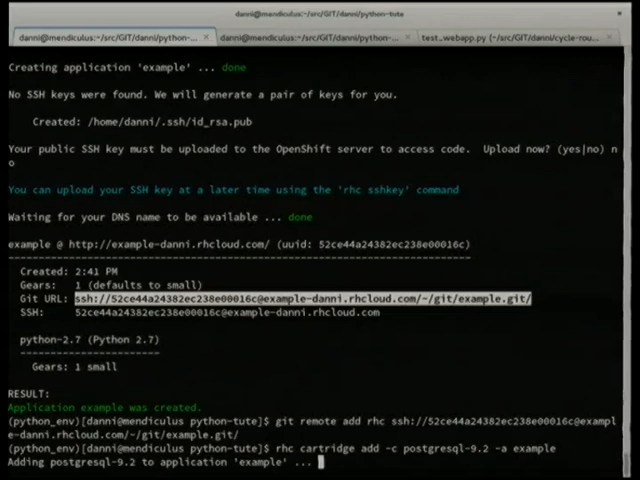 danni@mendiculus:~/src/GIT/danni/python-tute
danni@mendiculus:~/src/GIT/danni/python-... × danni@mendiculus:~/src/GIT/danni/python-... × test_webapp.py (~/src/GIT/danni/cycle-rou... ×
Creating application 'example' ... done
No SSH keys were found. We will generate a pair of keys for you.
Created: /home/danni/.ssh/id_rsa.pub
Your public SSH key must be uploaded to the OpenShift server to access code. Upload now? (yes|no) n
o
You can upload your SSH key at a later time using the 'rhc sshkey' command
Waiting for your DNS name to be available ... done
example @ http://example-danni.rhcloud.com/ (uuid: 52ce44a24382ec238e00016c)
---------------------------------------------------------------------------
Created: 2:41 PM
Gears: 1 (defaults to small)
Git URL: ssh://52ce44a24382ec238e00016c@example-danni.rhcloud.com/~/git/example.git/
SSH: 52ce44a24382ec238e00016c@example-danni.rhcloud.com
python-2.7 (Python 2.7)
-----------------------
Gears: 1 small
RESULT:
Application example was created.
(python_env)[danni@mendiculus python-tute]$ git remote add rhc ssh://52ce44a24382ec238e00016c@exampl
e-danni.rhcloud.com/~/git/example.git/
(python_env)[danni@mendiculus python-tute]$ rhc cartridge add -c postgresql-9.2 -a example
Adding postgresql-9.2 to application 'example' ...